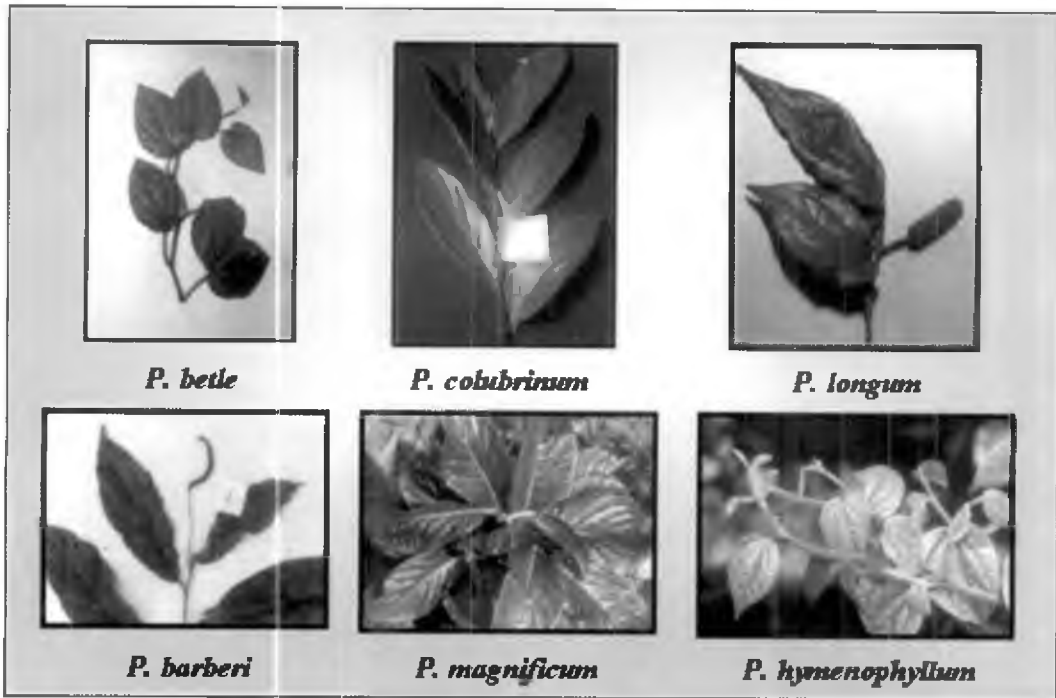 P. betle P. colubrinum P. longum
P. barberi P. magnificum P. hymenophyllum